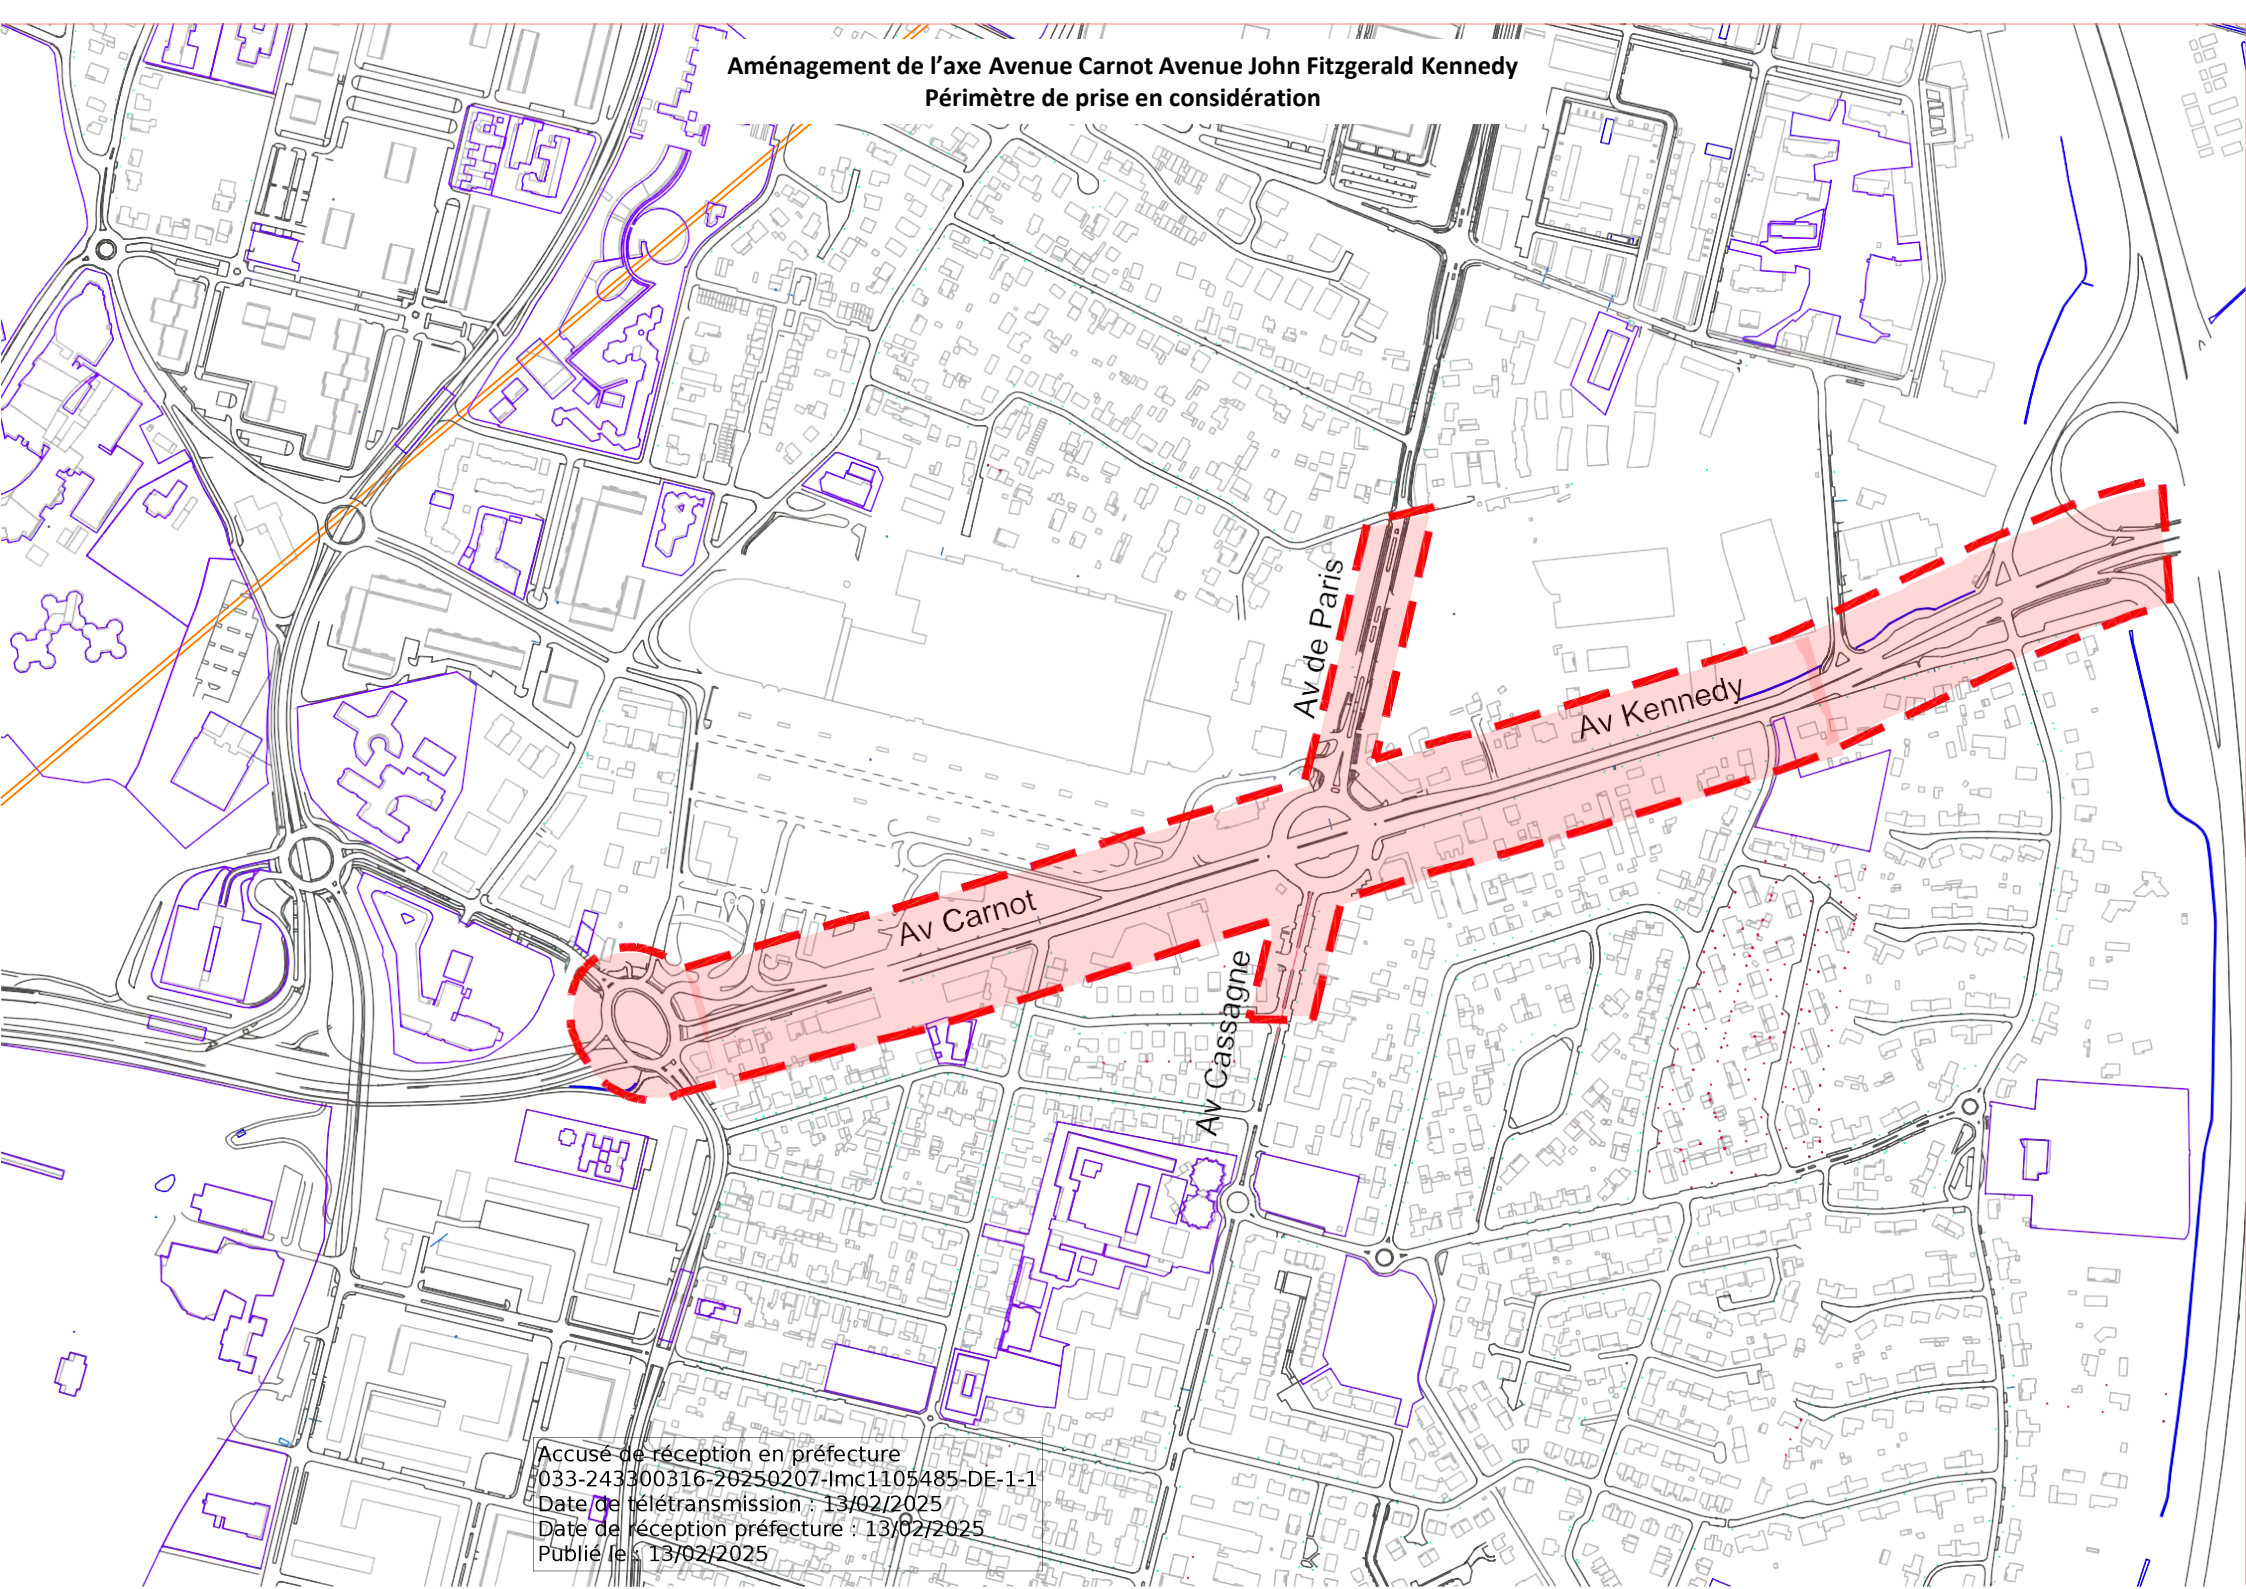 Aménagement de l’axe Avenue Carnot Avenue John Fitzgerald Kennedy
Périmètre de prise en considération
Av de Paris
Av Kennedy
Av Carnot
Av Cassagne
Accusé de réception en préfecture
033-243300316-20250207-lmc1105485-DE-1-1
Date de télétransmission : 13/02/2025
Date de réception préfecture : 13/02/2025
Publié le : 13/02/2025